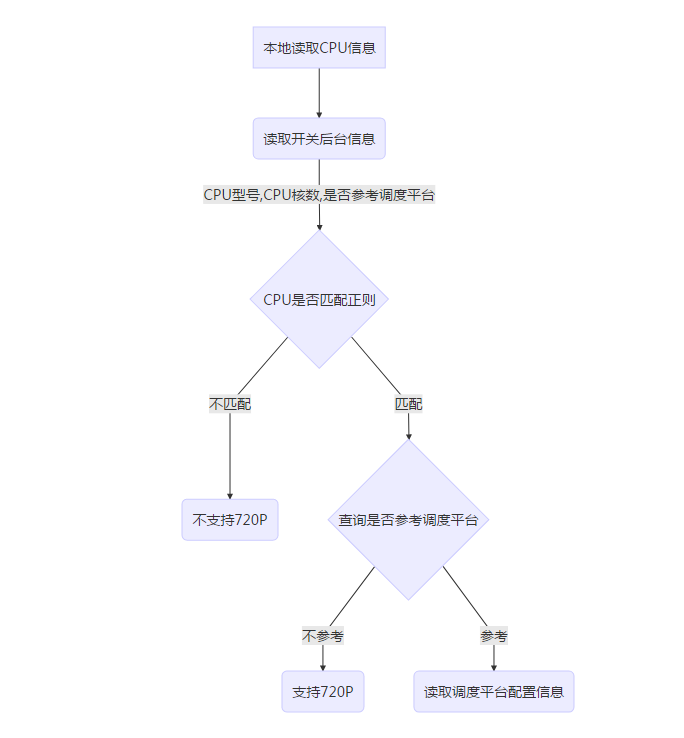 本地读取CPU信息
读取开关后台信息
CPU型号,CPU核数,是否参考调度平台
CPU是否匹配正则
不匹配
匹配
不支持720P
查询是否参考调度平台
不参考
参考
支持720P
读取调度平台配置信息